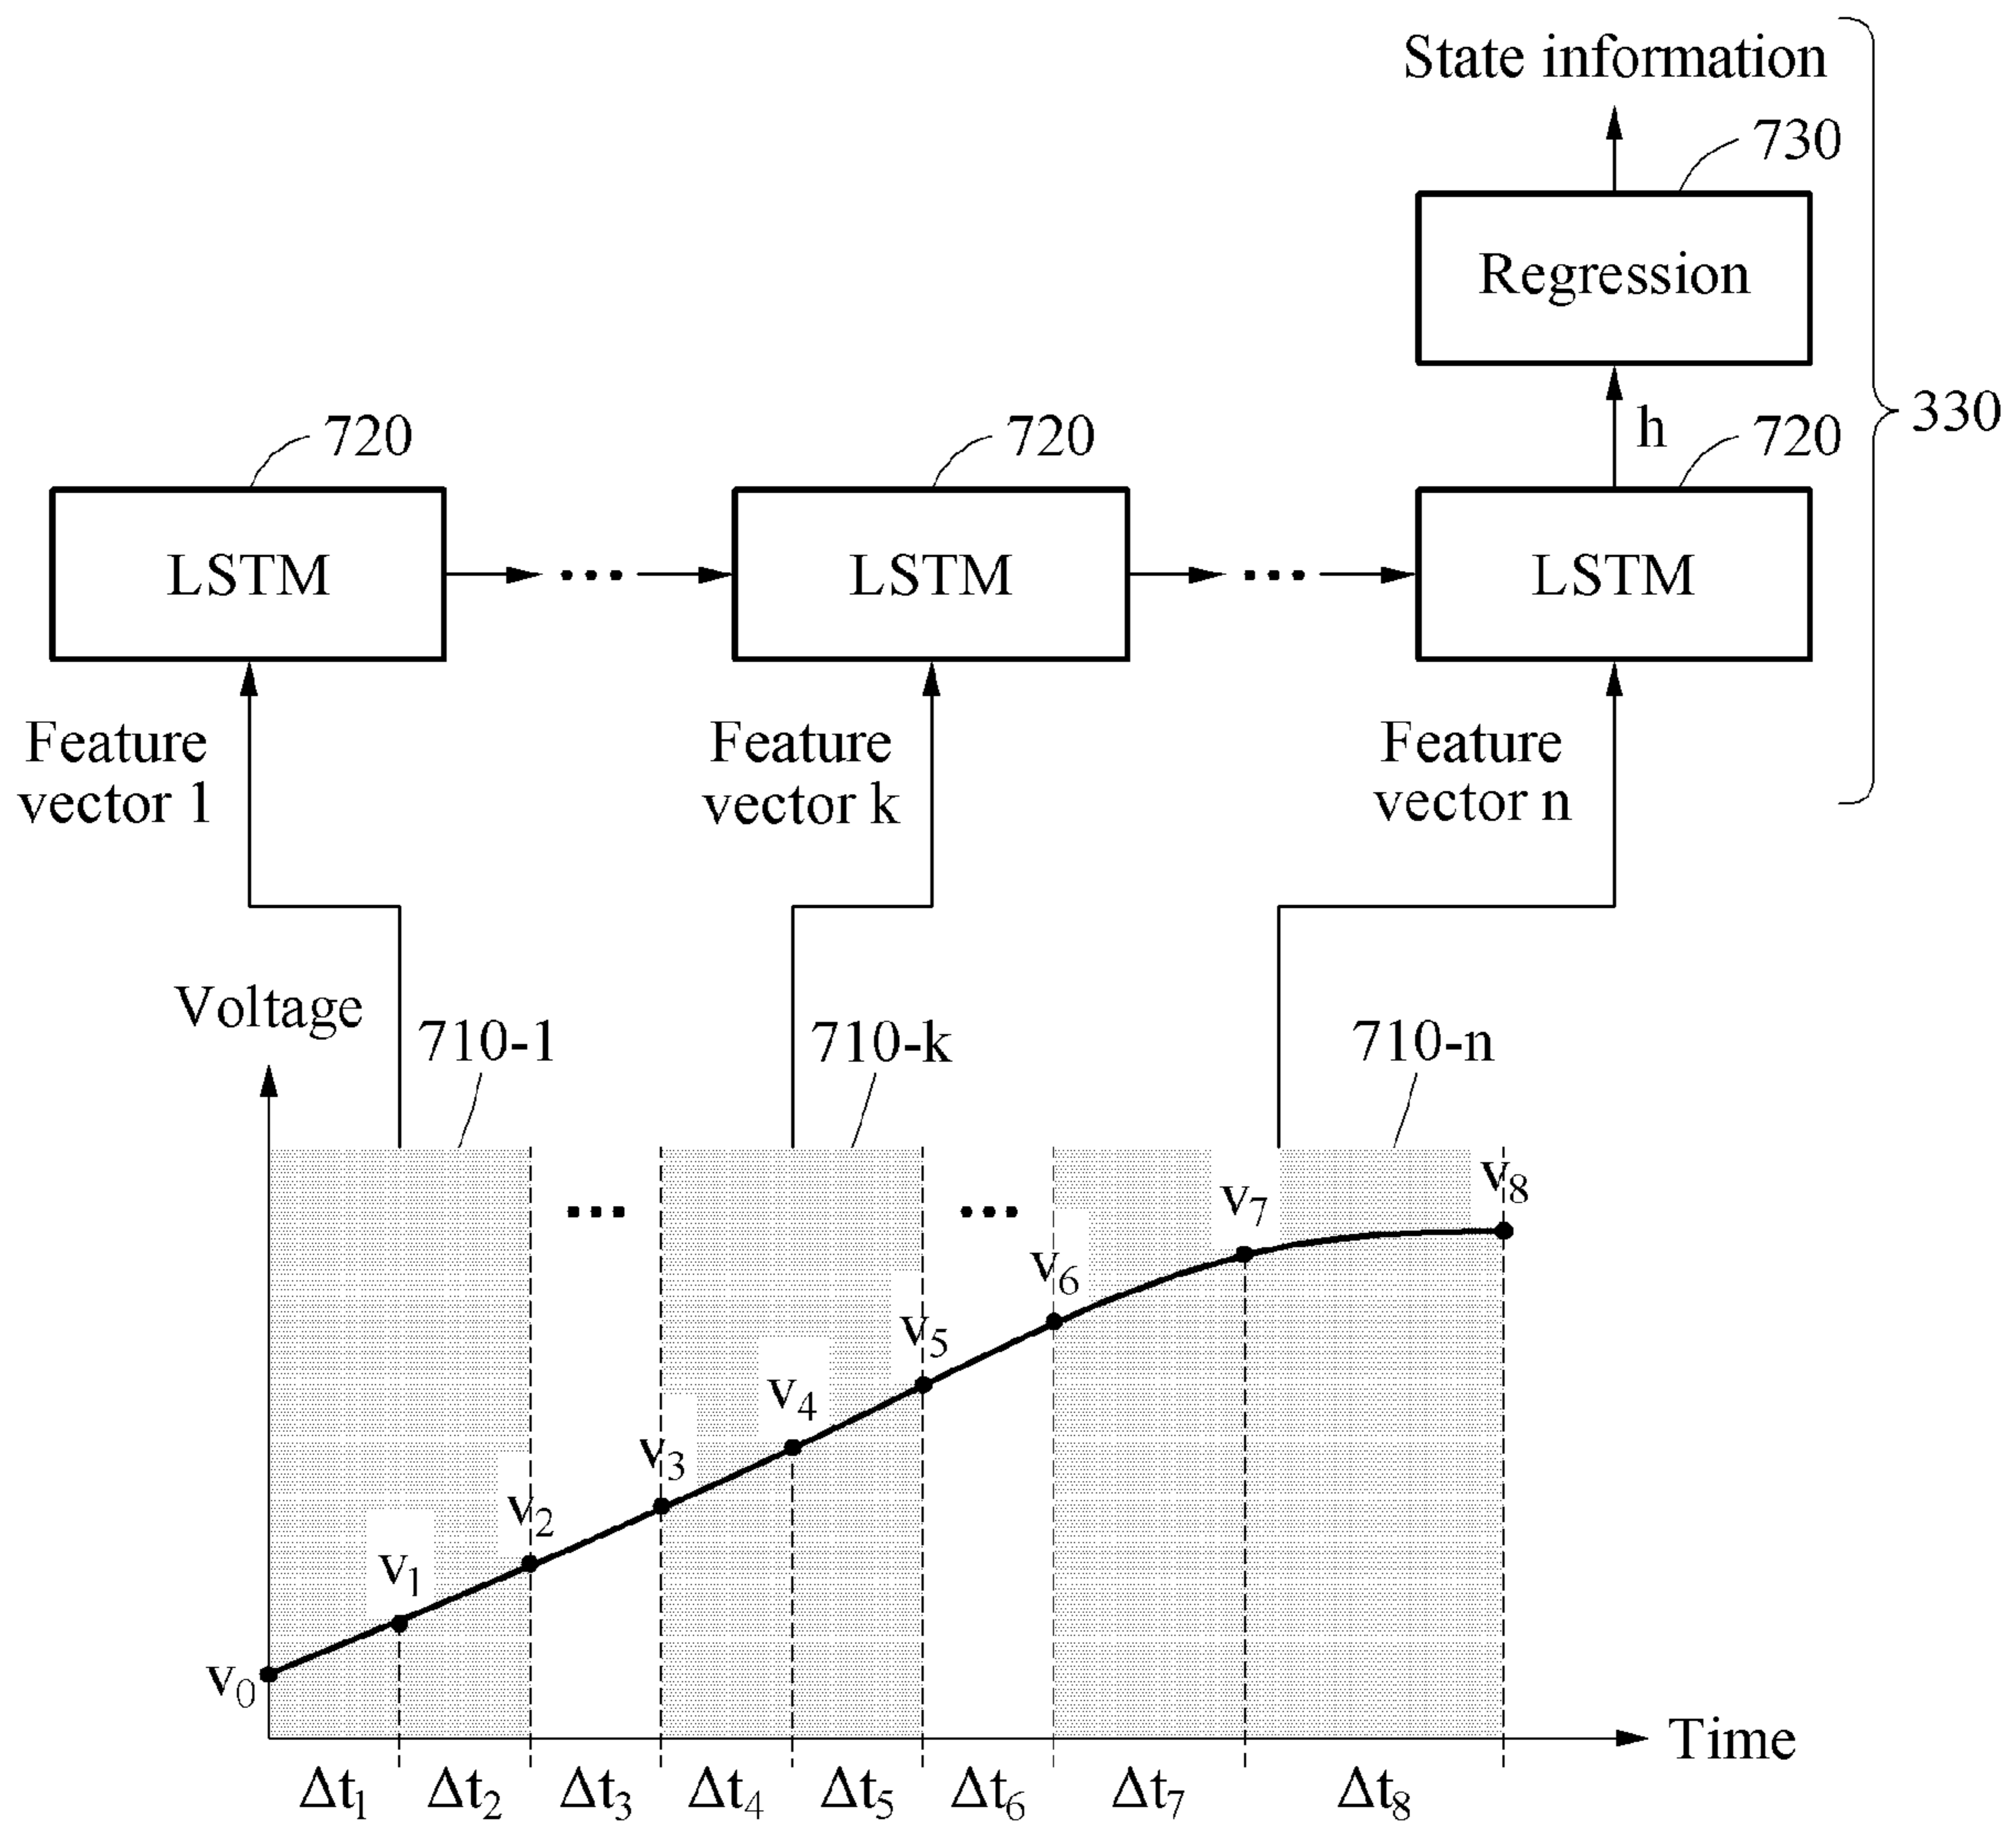 State information
730
Regression
330
h
720
720
720
LSTM
LSTM
LSTM
Feature
vector 1
Feature
vector k
Feature
vector n
Voltage
710-1
710-k
710-n
...
...
...
...
v0
v1
v2
v3
v4
v5
v6
v7
v8
Time
Δt1
Δt2
Δt3
Δt4
Δt5
Δt6
Δt7
Δt8